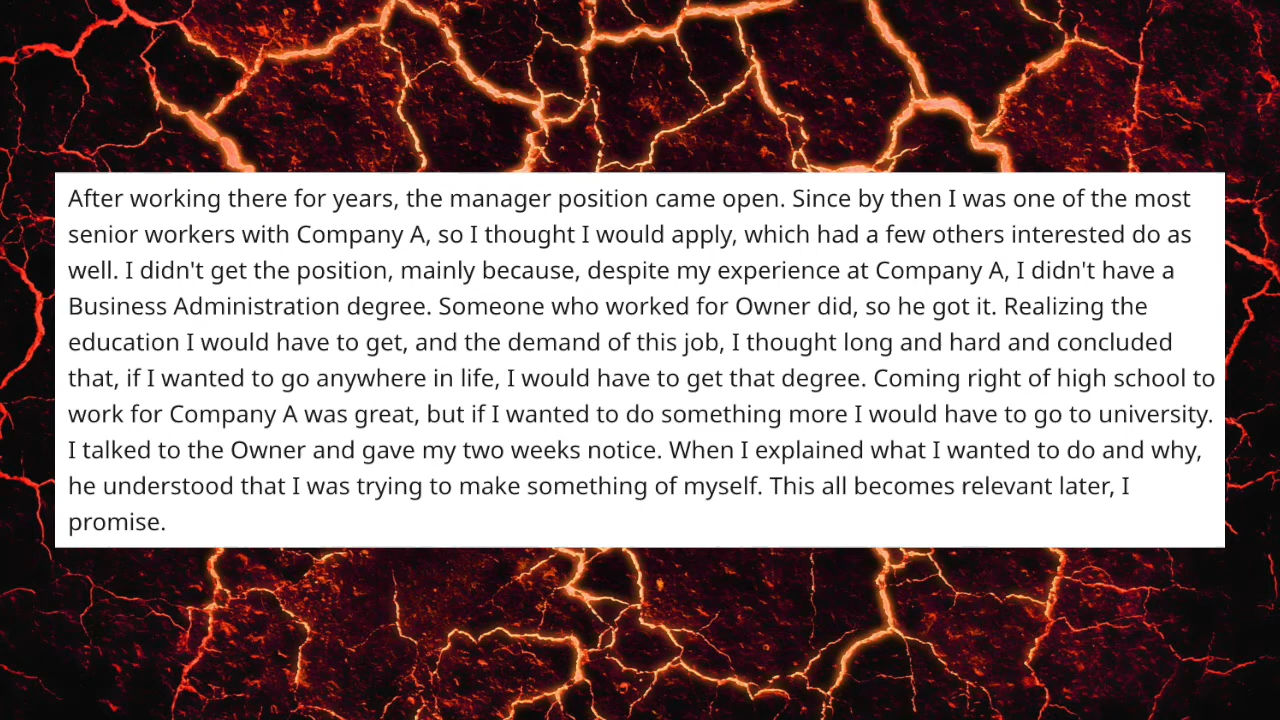 After working there for years, the manager position came open. Since by then I was one of the most
senior workers with Company A, so I thought I would apply, which had a few others interested do as
well. I didn't get the position, mainly because, despite my experience at Company A, I didn't have a
Business Administration degree. Someone who worked for Owner did, so he got it. Realizing the
education I would have to get, and the demand of this job, I thought long and hard and concluded
that, if I wanted to go anywhere in life, I would have to get that degree. Coming right of high school to
work for Company A was great, but if I wanted to do something more I would have to go to university.
I talked to the Owner and gave my two weeks notice. When I explained what I wanted to do and why,
he understood that I was trying to make something of myself. This all becomes relevant later, I
promise.